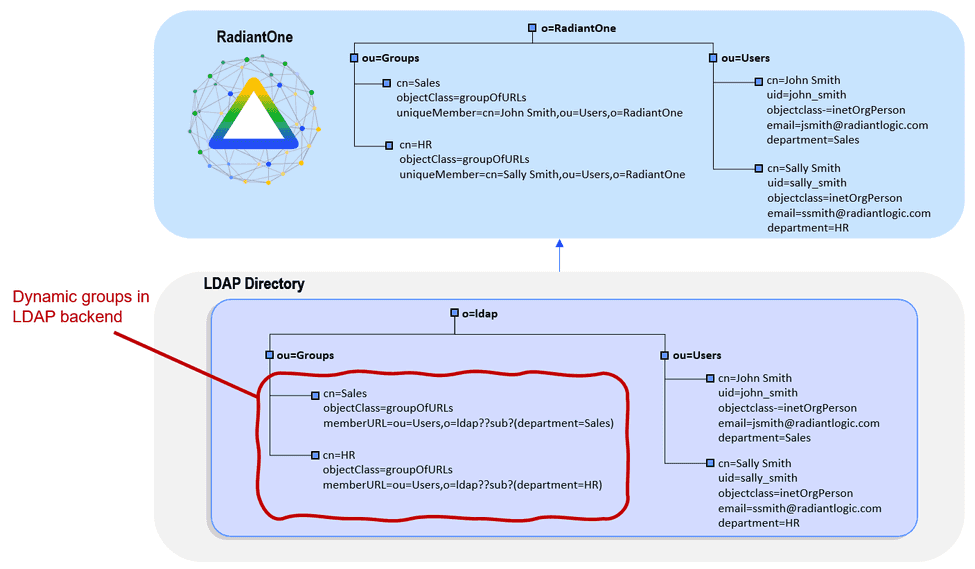 RadiantOne
o=RadiantOne
ou=Groups
cn=Sales
objectClass=groupOfURLs
uniqueMember=cn=John Smith,ou=Users,o=RadiantOne
cn=HR
objectClass=groupOfURLs
uniqueMember=cn=Sally Smith,ou=Users,o=RadiantOne
ou=Users
cn=John Smith
uid=john_smith
objectclass-=inetOrgPerson
email=jsmith@radiantlogic.com
department=Sales
cn=Sally Smith
uid=sally_smith
objectclass=inetOrgPerson
email=ssmith@radiantlogic.com
department=HR
Dynamic groups in
LDAP backend
LDAP Directory
o=ldap
ou=Groups
cn=Sales
objectClass=groupOfURLs
memberURL=ou=Users,o=ldap??sub?(department=Sales)
cn=HR
objectClass=groupOfURLs
memberURL=ou=Users,o=ldap??sub?(department=HR)
ou=Users
cn=John Smith
uid=john_smith
objectclass-=inetOrgPerson
email=jsmith@radiantlogic.com
department=Sales
cn=Sally Smith
uid=sally_smith
objectclass=inetOrgPerson
email=ssmith@radiantlogic.com
department=HR